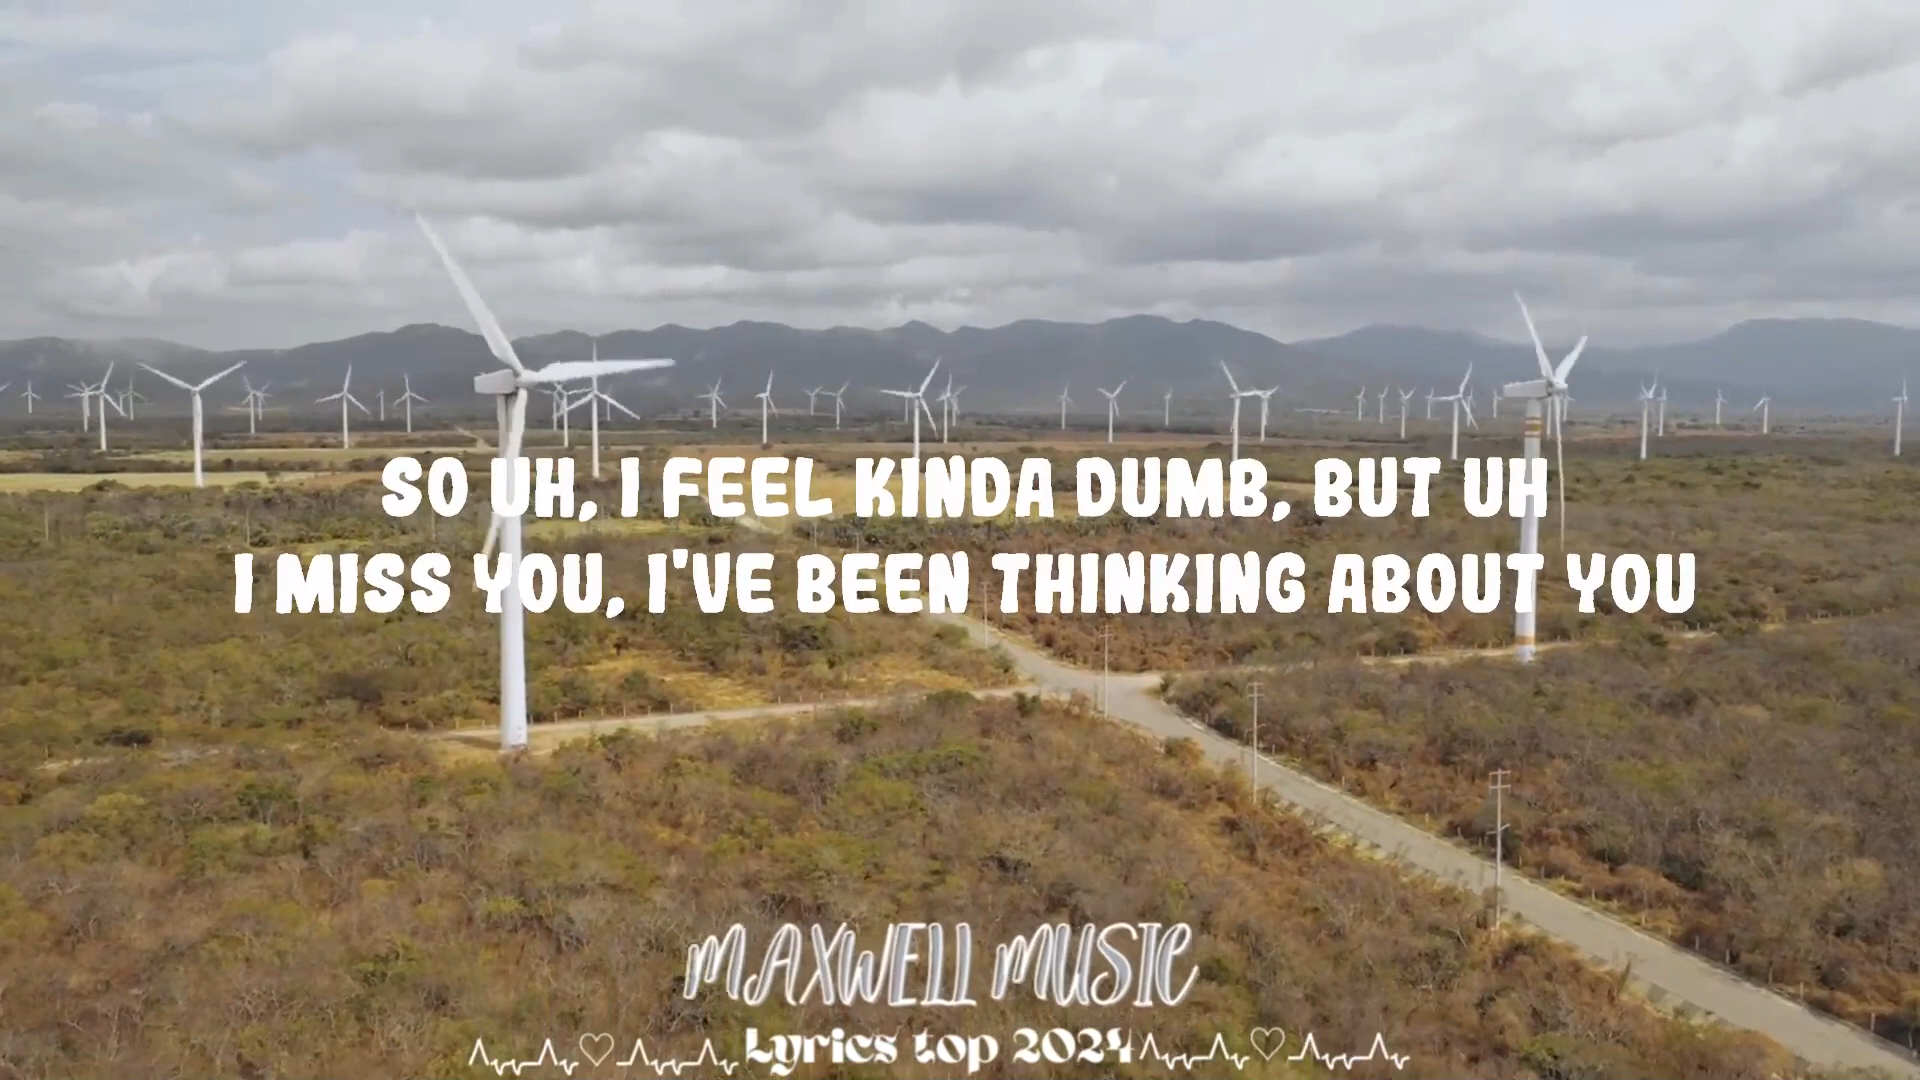 SO UH, I FEEL KINDA DUMB, BUT UH
I MISS YOU, I'VE BEEN THINKING ABOUT YOU
MAXWELL MUSIC
Lyrics top 2024